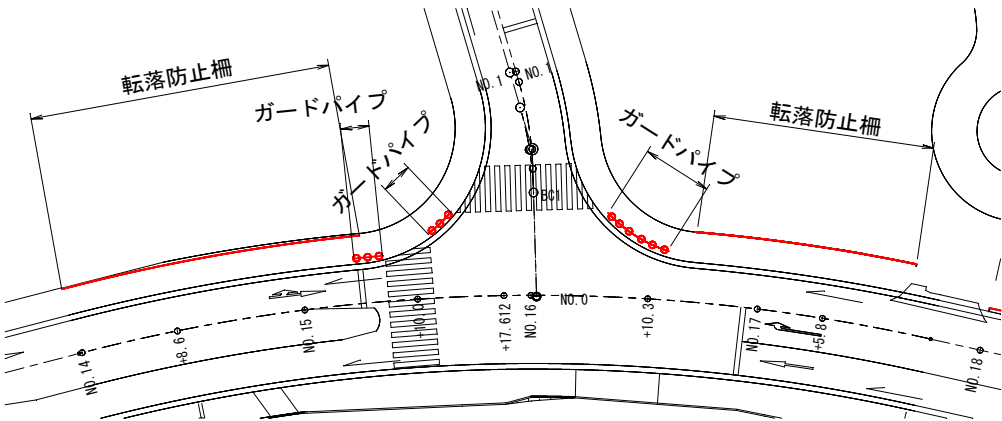 転落防止柵
ガードパイプ
ガードパイプ
ガードパイプ
転落防止柵
NO.1
NO.1
BC1
NO.0
NO.14
+8.6
NO.15
+10.0
+17.612
NO.16
+10.3
NO.17
+5.8
NO.18